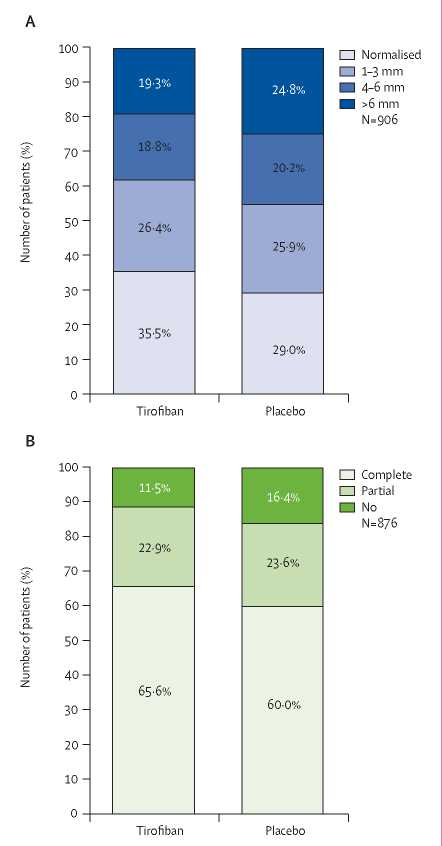 A
100
90
80
70
60
50
40
30
20
10
0
Number of patients (%)
19·3%
18·8%
26·4%
35·5%
24·8%
20·2%
25·9%
29·0%
Tirofiban
Placebo
Normalised
1–3 mm
4–6 mm
>6 mm
N=906
B
100
90
80
70
60
50
40
30
20
10
0
Number of patients (%)
11·5%
22·9%
65·6%
16·4%
23·6%
60·0%
Tirofiban
Placebo
Complete
Partial
No
N=876